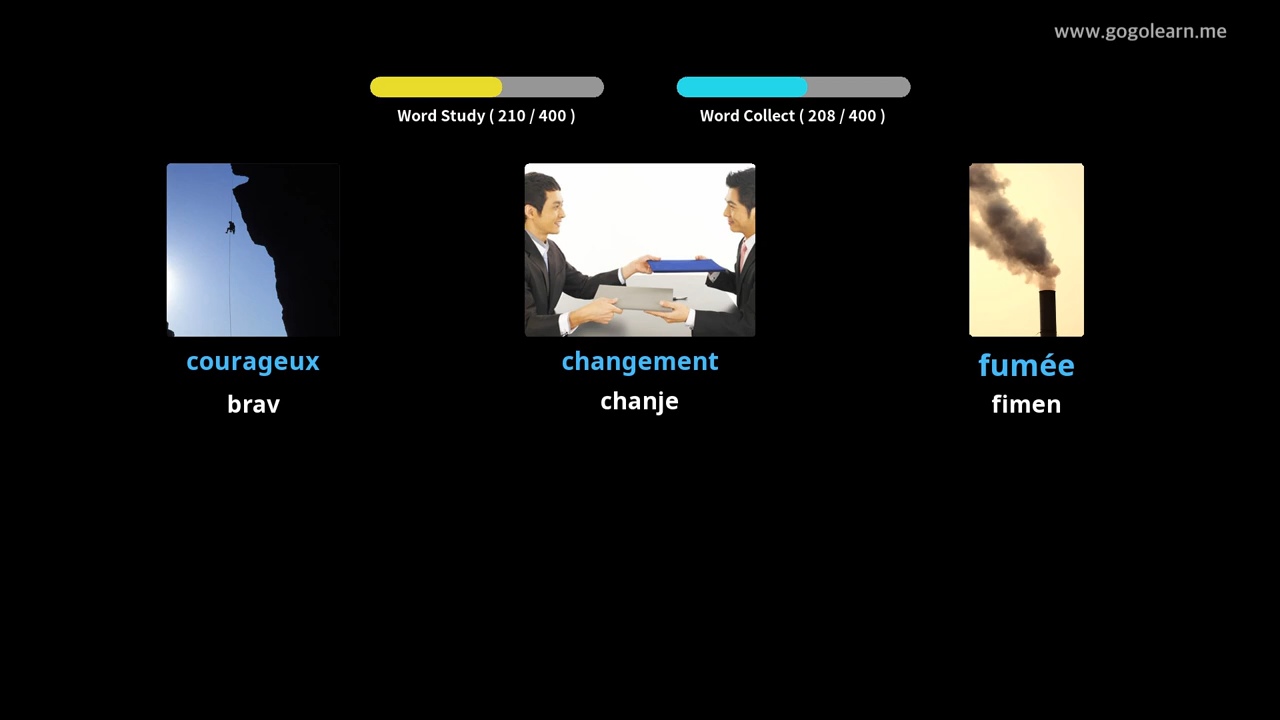 www.gogolearn.me
Word Study ( 210 / 400 )
Word Collect ( 208 / 400 )
courageux
changement
fumée
brav
chanje
fimen